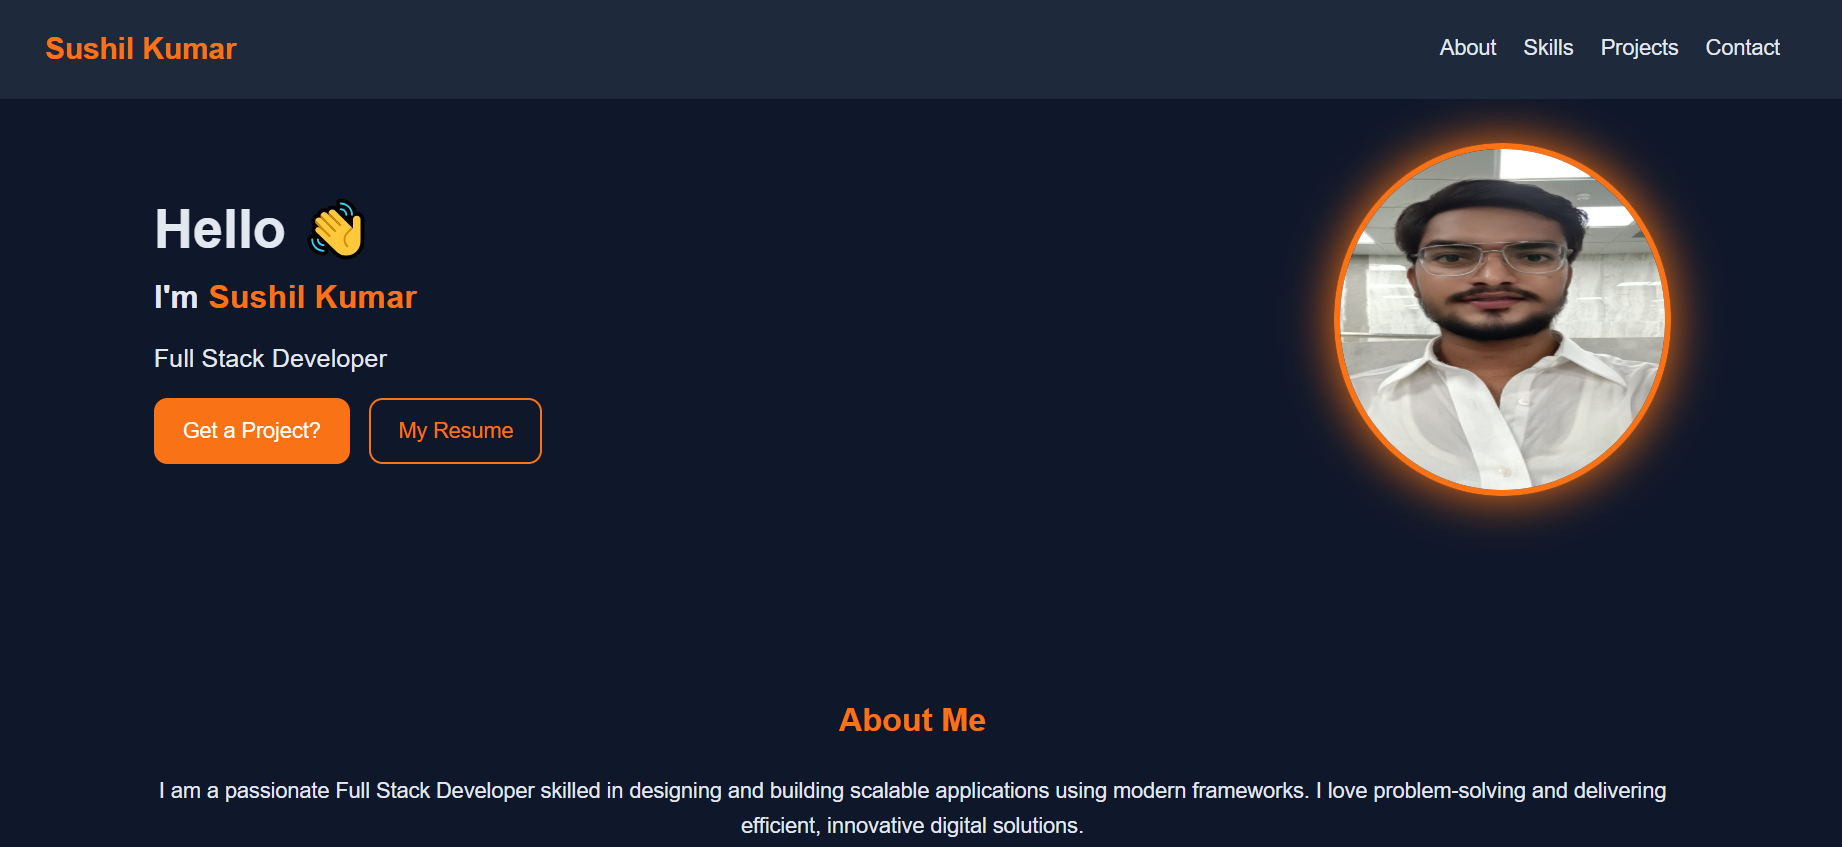 Sushil Kumar
About Skills Projects Contact
Hello 👋
I'm Sushil Kumar
Full Stack Developer
Get a Project? My Resume
About Me
I am a passionate Full Stack Developer skilled in designing and building scalable applications using modern frameworks. I love problem-solving and delivering
efficient, innovative digital solutions.